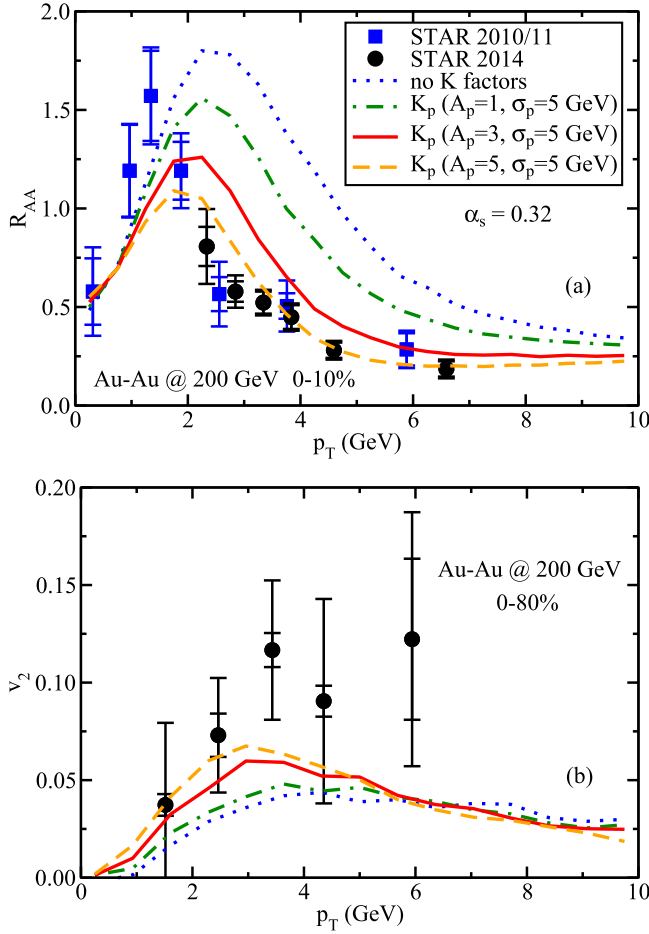 2.0
1.5
1.0
0.5
0.0
R_AA
STAR 2010/11
STAR 2014
no K factors
K_p (A_p=1, σ_p=5 GeV)
K_p (A_p=3, σ_p=5 GeV)
K_p (A_p=5, σ_p=5 GeV)
α_s = 0.32
(a)
Au-Au @ 200 GeV 0-10%
0 2 4 6 8 10
p_T (GeV)
0.20
0.15
0.10
0.05
0.00
v_2
Au-Au @ 200 GeV
0-80%
(b)
0 2 4 6 8 10
p_T (GeV)